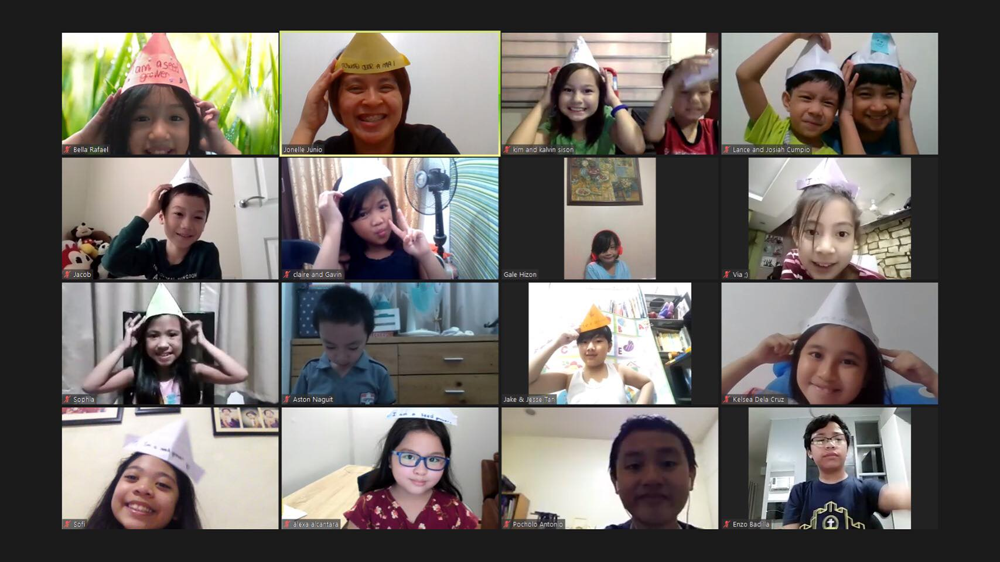 I am a seed
grower
Bella Rafael
Jonelle Junio
kim and kalvin sison
Lance and Josiah Cumpio
Jacob
claire and Gavin
Gale Hizon
Via ;)
Sophia
Aston Naguit
Jake & Jesse Tan
Kelsea Dela Cruz
I am a seed grower
Sofi
alexa alcantara
Pocholo Antonio
Enzo Badilla